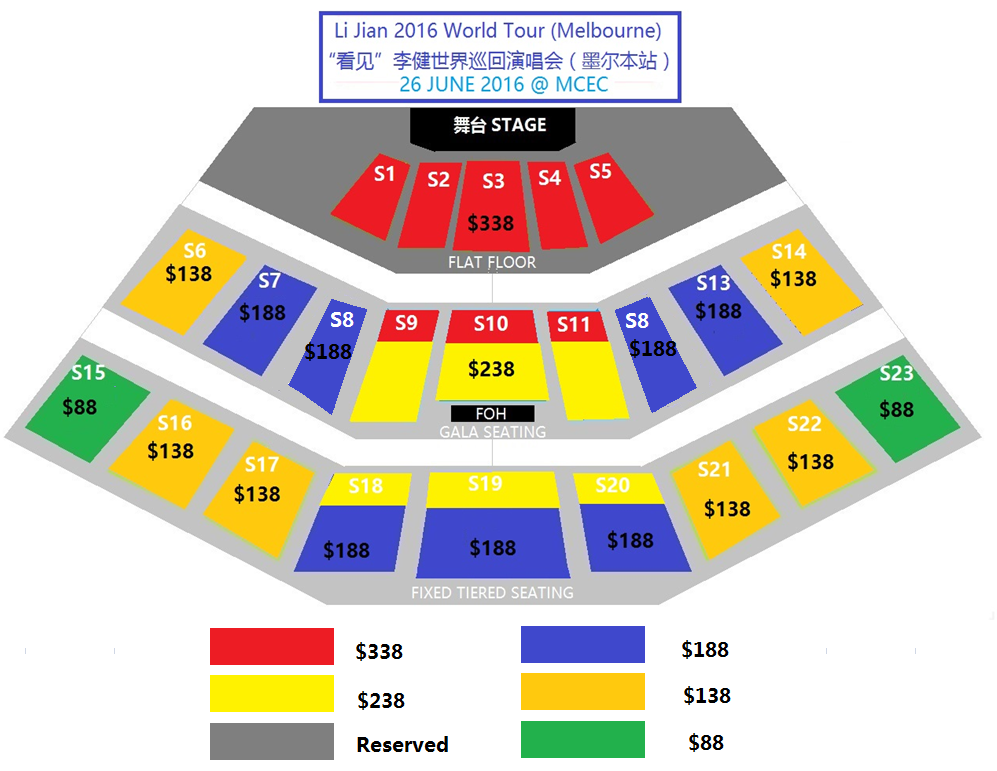 Li Jian 2016 World Tour (Melbourne)
“看见”李健世界巡回演唱会（墨尔本站）
26 JUNE 2016 @ MCEC
舞台 STAGE
S1
S2
S3
S4
S5
$338
FLAT FLOOR
S6
$138
S7
$188
S8
$188
S9
S10
$238
S11
S8
$188
S13
$188
S14
$138
FOH
GALA SEATING
S15
$88
S16
$138
S17
$138
S18
$188
S19
$188
S20
$188
S21
$138
S22
$138
S23
$88
FIXED TIERED SEATING
$338
$188
$238
$138
Reserved
$88